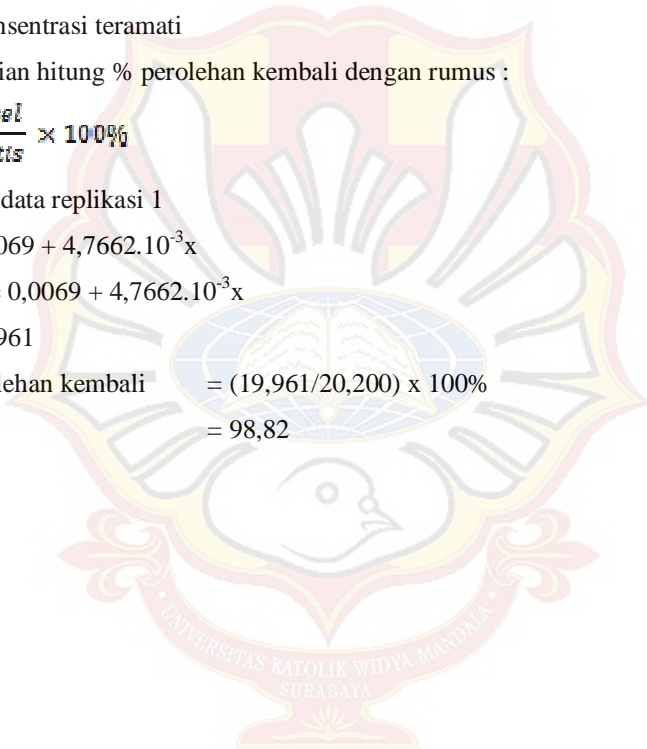 nsentrasi teramati
ian hitung % perolehan kembali dengan rumus :
sel
tis × 100%
data replikasi 1
069 + 4,7662.10-3x
0,0069 + 4,7662.10-3x
961
lehan kembali = (19,961/20,200) x 100%
= 98,82
UNIVERSITAS KATOLIK WIDYA MANDALA
SURABAYA